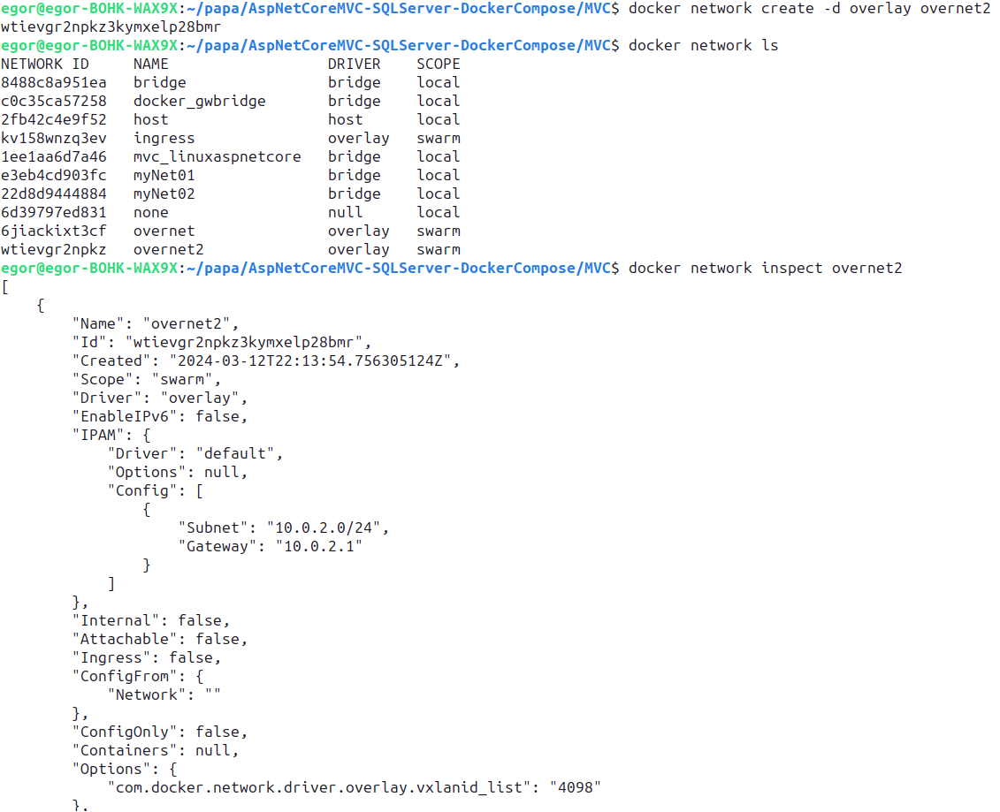 egor@egor-BOHK-WAX9X:~/papa/AspNetCoreMVC-SQLServer-DockerCompose/MVC$ docker network create -d overlay overnet2
wtievgr2npkz3kymxelp28bmr
egor@egor-BOHK-WAX9X:~/papa/AspNetCoreMVC-SQLServer-DockerCompose/MVC$ docker network ls
NETWORK ID     NAME                DRIVER    SCOPE
8488c8a951ea   bridge              bridge    local
c0c35ca57258   docker_gwbridge     bridge    local
2fb42c4e9f52   host                host      local
kv158wnzq3ev   ingress             overlay   swarm
1ee1aa6d7a46   mvc_linuxaspnetcore bridge    local
e3eb4cd903fc   myNet01             bridge    local
22d8d9444884   myNet02             bridge    local
6d39797ed831   none                null      local
6jiackixt3cf   overnet             overlay   swarm
wtievgr2npkz   overnet2            overlay   swarm
egor@egor-BOHK-WAX9X:~/papa/AspNetCoreMVC-SQLServer-DockerCompose/MVC$ docker network inspect overnet2
[
    {
        "Name": "overnet2",
        "Id": "wtievgr2npkz3kymxelp28bmr",
        "Created": "2024-03-12T22:13:54.756305124Z",
        "Scope": "swarm",
        "Driver": "overlay",
        "EnableIPv6": false,
        "IPAM": {
            "Driver": "default",
            "Options": null,
            "Config": [
                {
                    "Subnet": "10.0.2.0/24",
                    "Gateway": "10.0.2.1"
                }
            ]
        },
        "Internal": false,
        "Attachable": false,
        "Ingress": false,
        "ConfigFrom": {
            "Network": ""
        },
        "ConfigOnly": false,
        "Containers": null,
        "Options": {
            "com.docker.network.driver.overlay.vxlanid_list": "4098"
        },